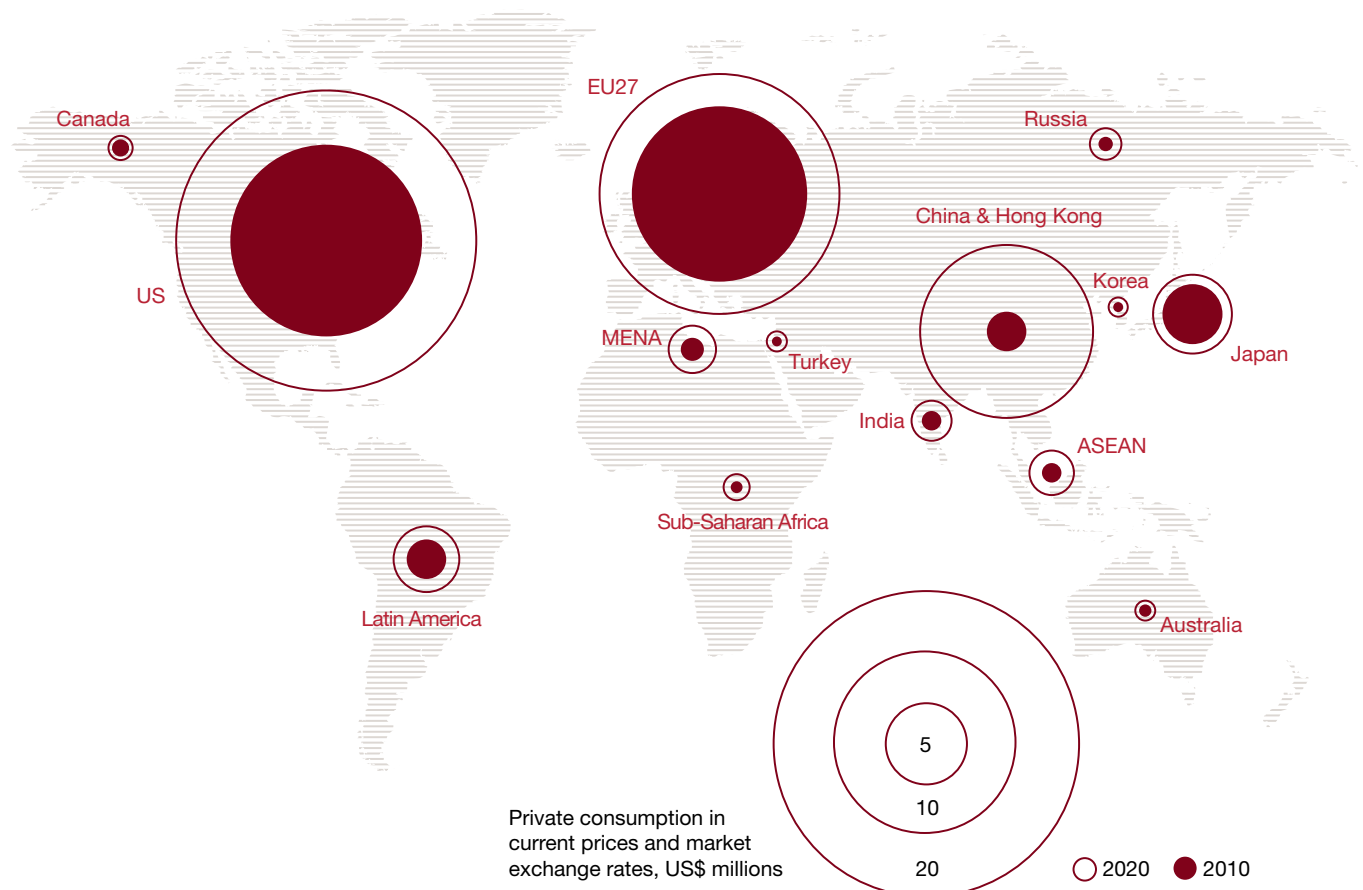 EU27
Canada
Russia
China & Hong Kong
Korea
US
MENA
Turkey
Japan
India
ASEAN
Sub-Saharan Africa
Latin America
Australia
5
10
20
Private consumption in
current prices and market
exchange rates, US$ millions
2020
2010